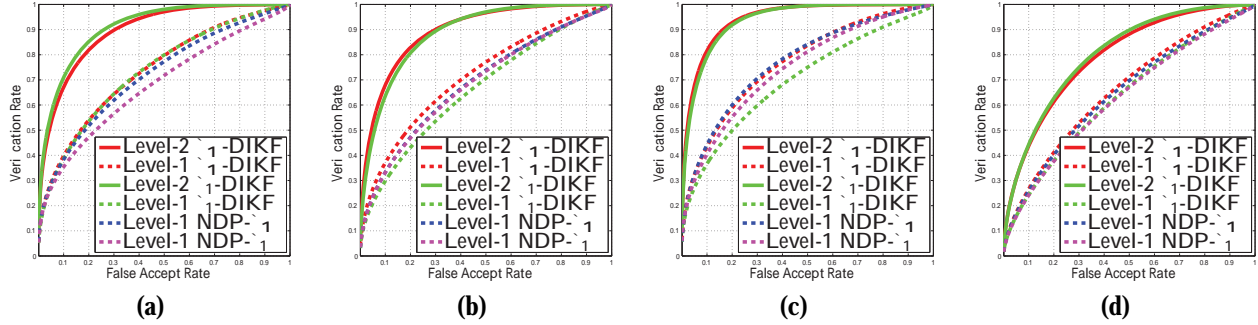 1
0.9
0.8
0.7
0.6
0.5
0.4
0.3
0.2
0.1
0
Veri cation Rate
Level-2 `1-DIKF
Level-1 `1-DIKF
Level-2 `1-DIKF
Level-1 `1-DIKF
Level-1 NDP-`1
Level-1 NDP-`1
0.1 0.2 0.3 0.4 0.5 0.6 0.7 0.8 0.9 1
False Accept Rate
(a)
1
0.9
0.8
0.7
0.6
0.5
0.4
0.3
0.2
0.1
0
Veri cation Rate
Level-2 `1-DIKF
Level-1 `1-DIKF
Level-2 `1-DIKF
Level-1 `1-DIKF
Level-1 NDP-`1
Level-1 NDP-`1
0.1 0.2 0.3 0.4 0.5 0.6 0.7 0.8 0.9 1
False Accept Rate
(b)
1
0.9
0.8
0.7
0.6
0.5
0.4
0.3
0.2
0.1
0
Veri cation Rate
Level-2 `1-DIKF
Level-1 `1-DIKF
Level-2 `1-DIKF
Level-1 `1-DIKF
Level-1 NDP-`1
Level-1 NDP-`1
0.1 0.2 0.3 0.4 0.5 0.6 0.7 0.8 0.9 1
False Accept Rate
(c)
1
0.9
0.8
0.7
0.6
0.5
0.4
0.3
0.2
0.1
0
Veri cation Rate
Level-2 `1-DIKF
Level-1 `1-DIKF
Level-2 `1-DIKF
Level-1 `1-DIKF
Level-1 NDP-`1
Level-1 NDP-`1
0.1 0.2 0.3 0.4 0.5 0.6 0.7 0.8 0.9 1
False Accept Rate
(d)